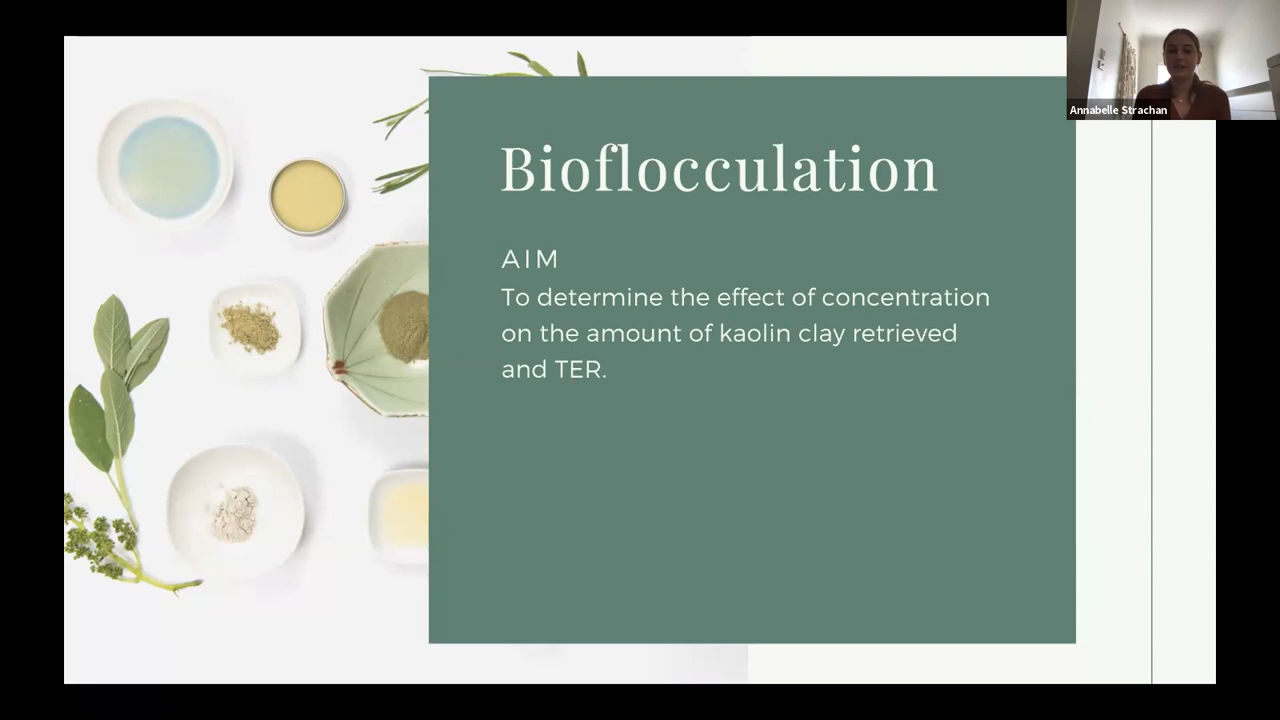 Annabelle Strachan
Bioflocculation
AIM
To determine the effect of concentration
on the amount of kaolin clay retrieved
and TER.